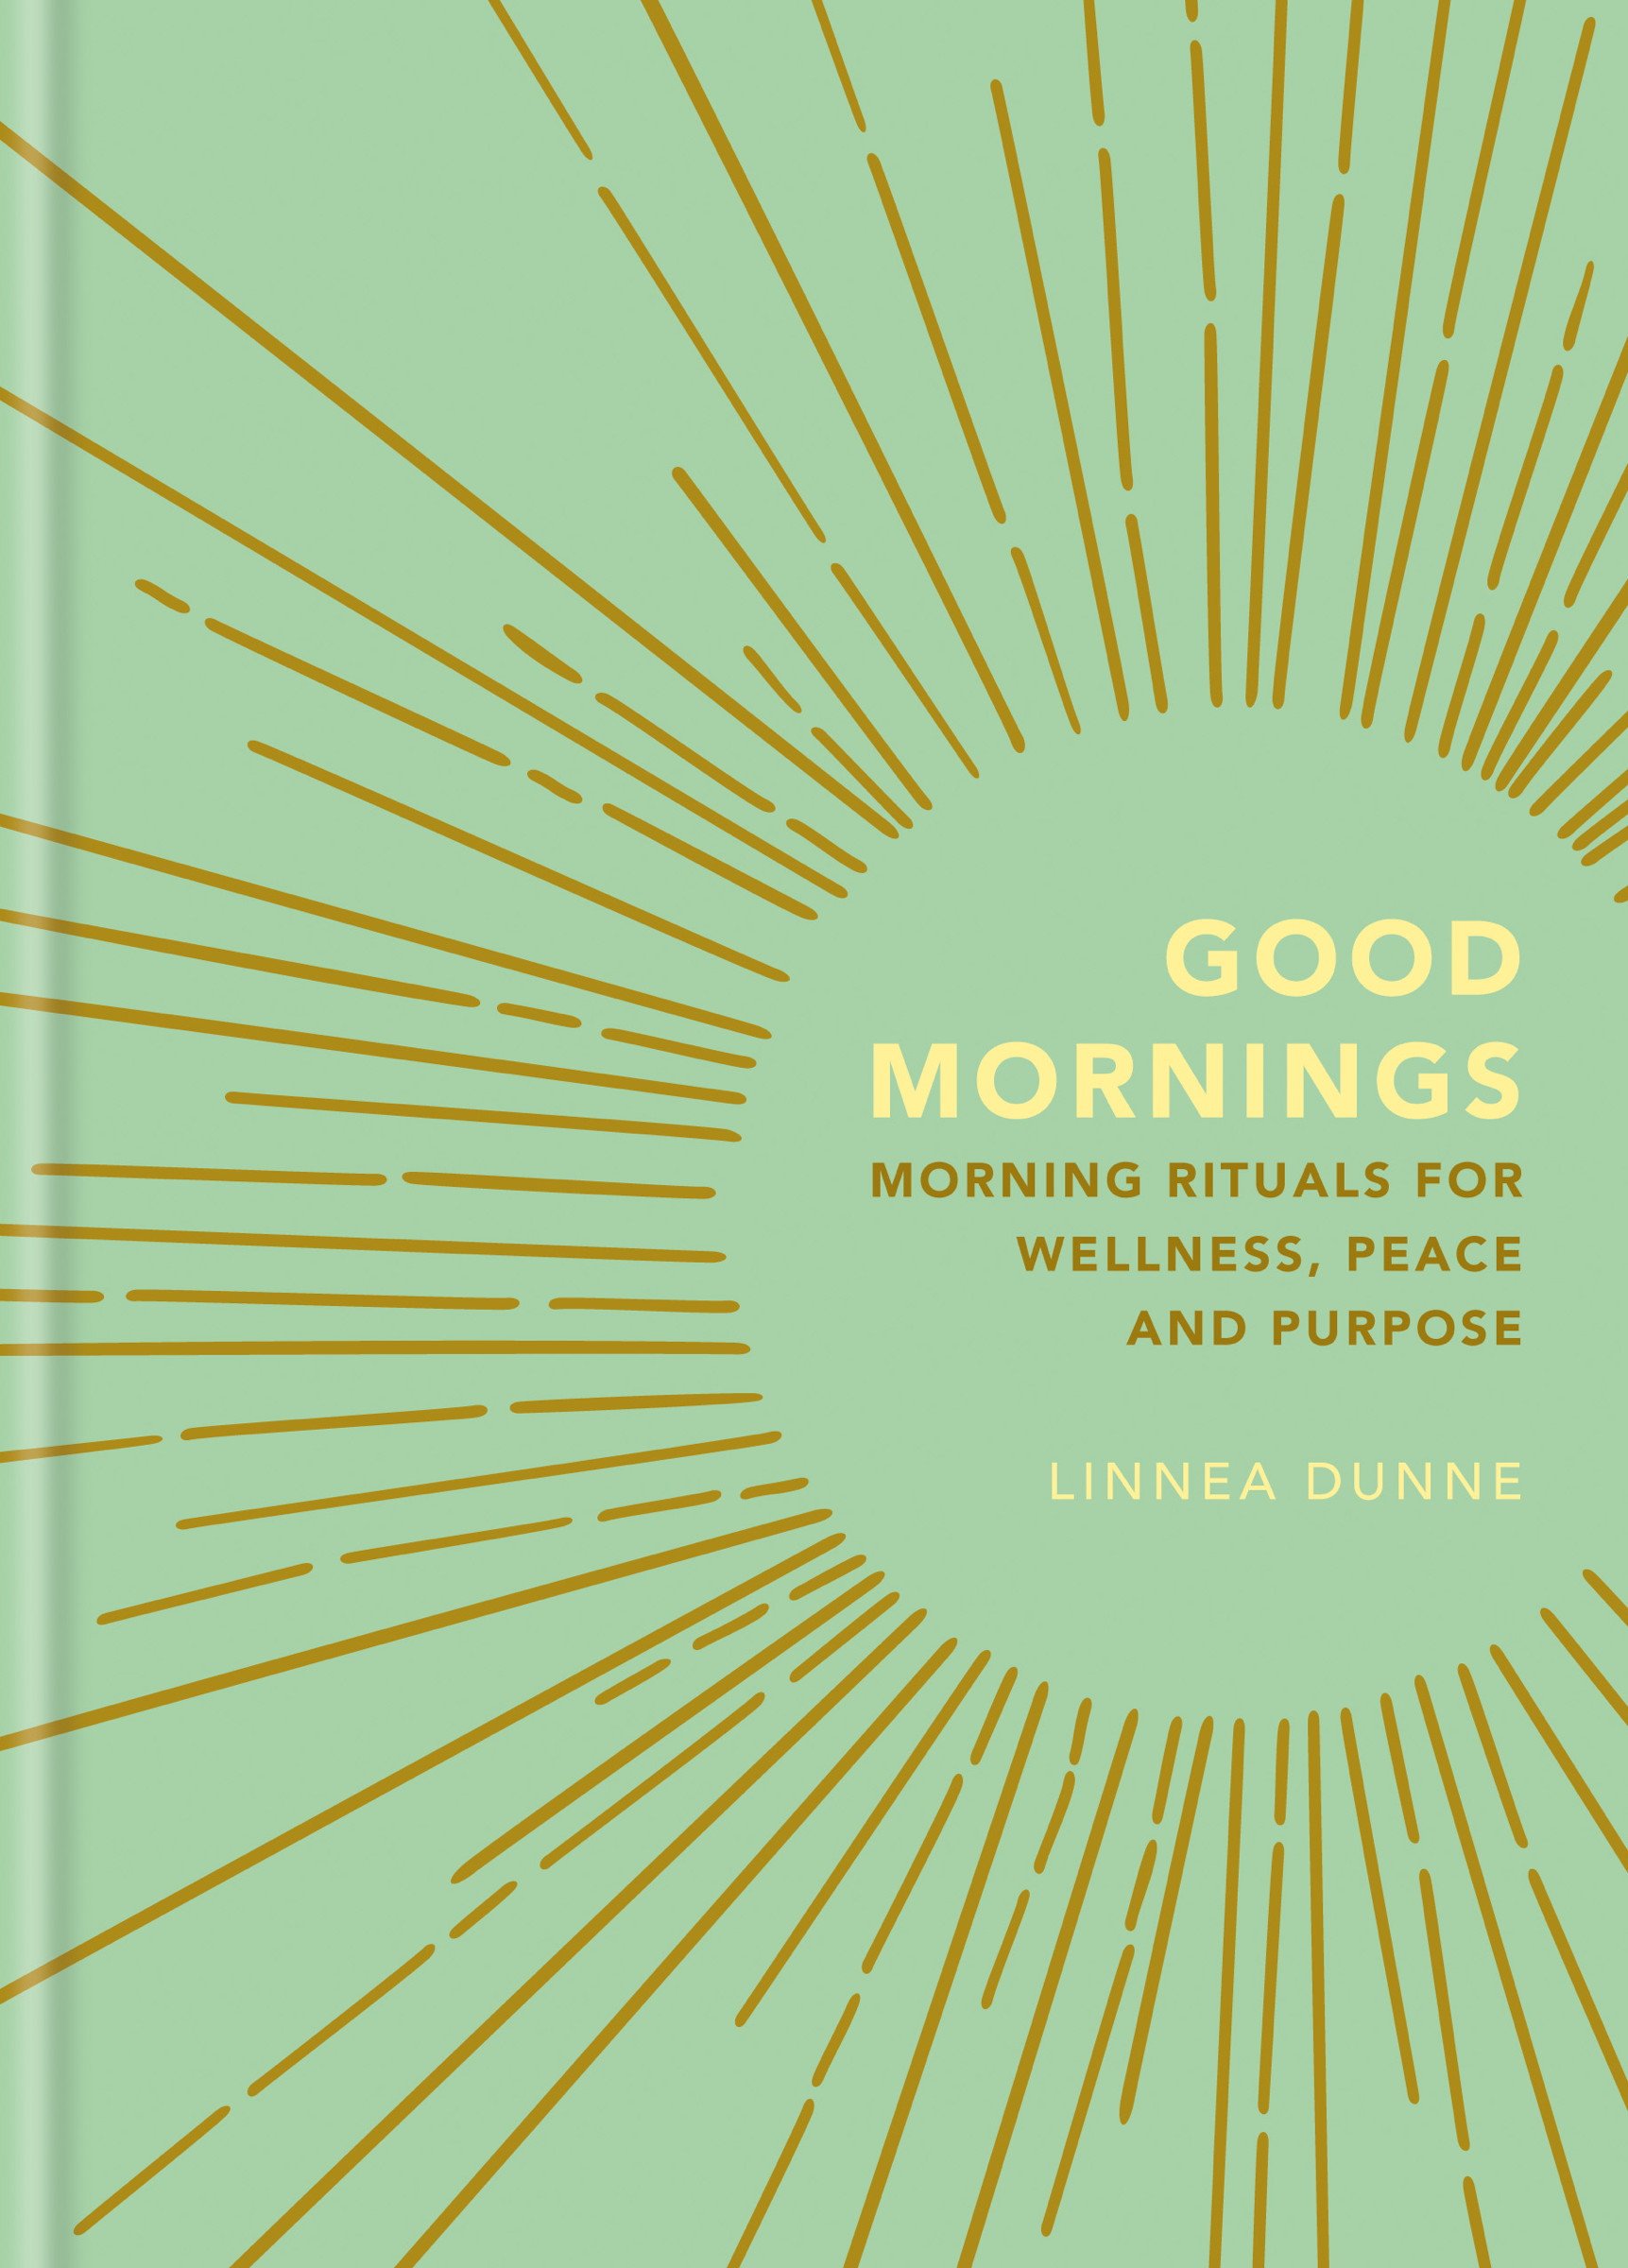 GOOD
MORNINGS
MORNING RITUALS FOR
WELLNESS, PEACE
AND PURPOSE
LINNEA DUNNE